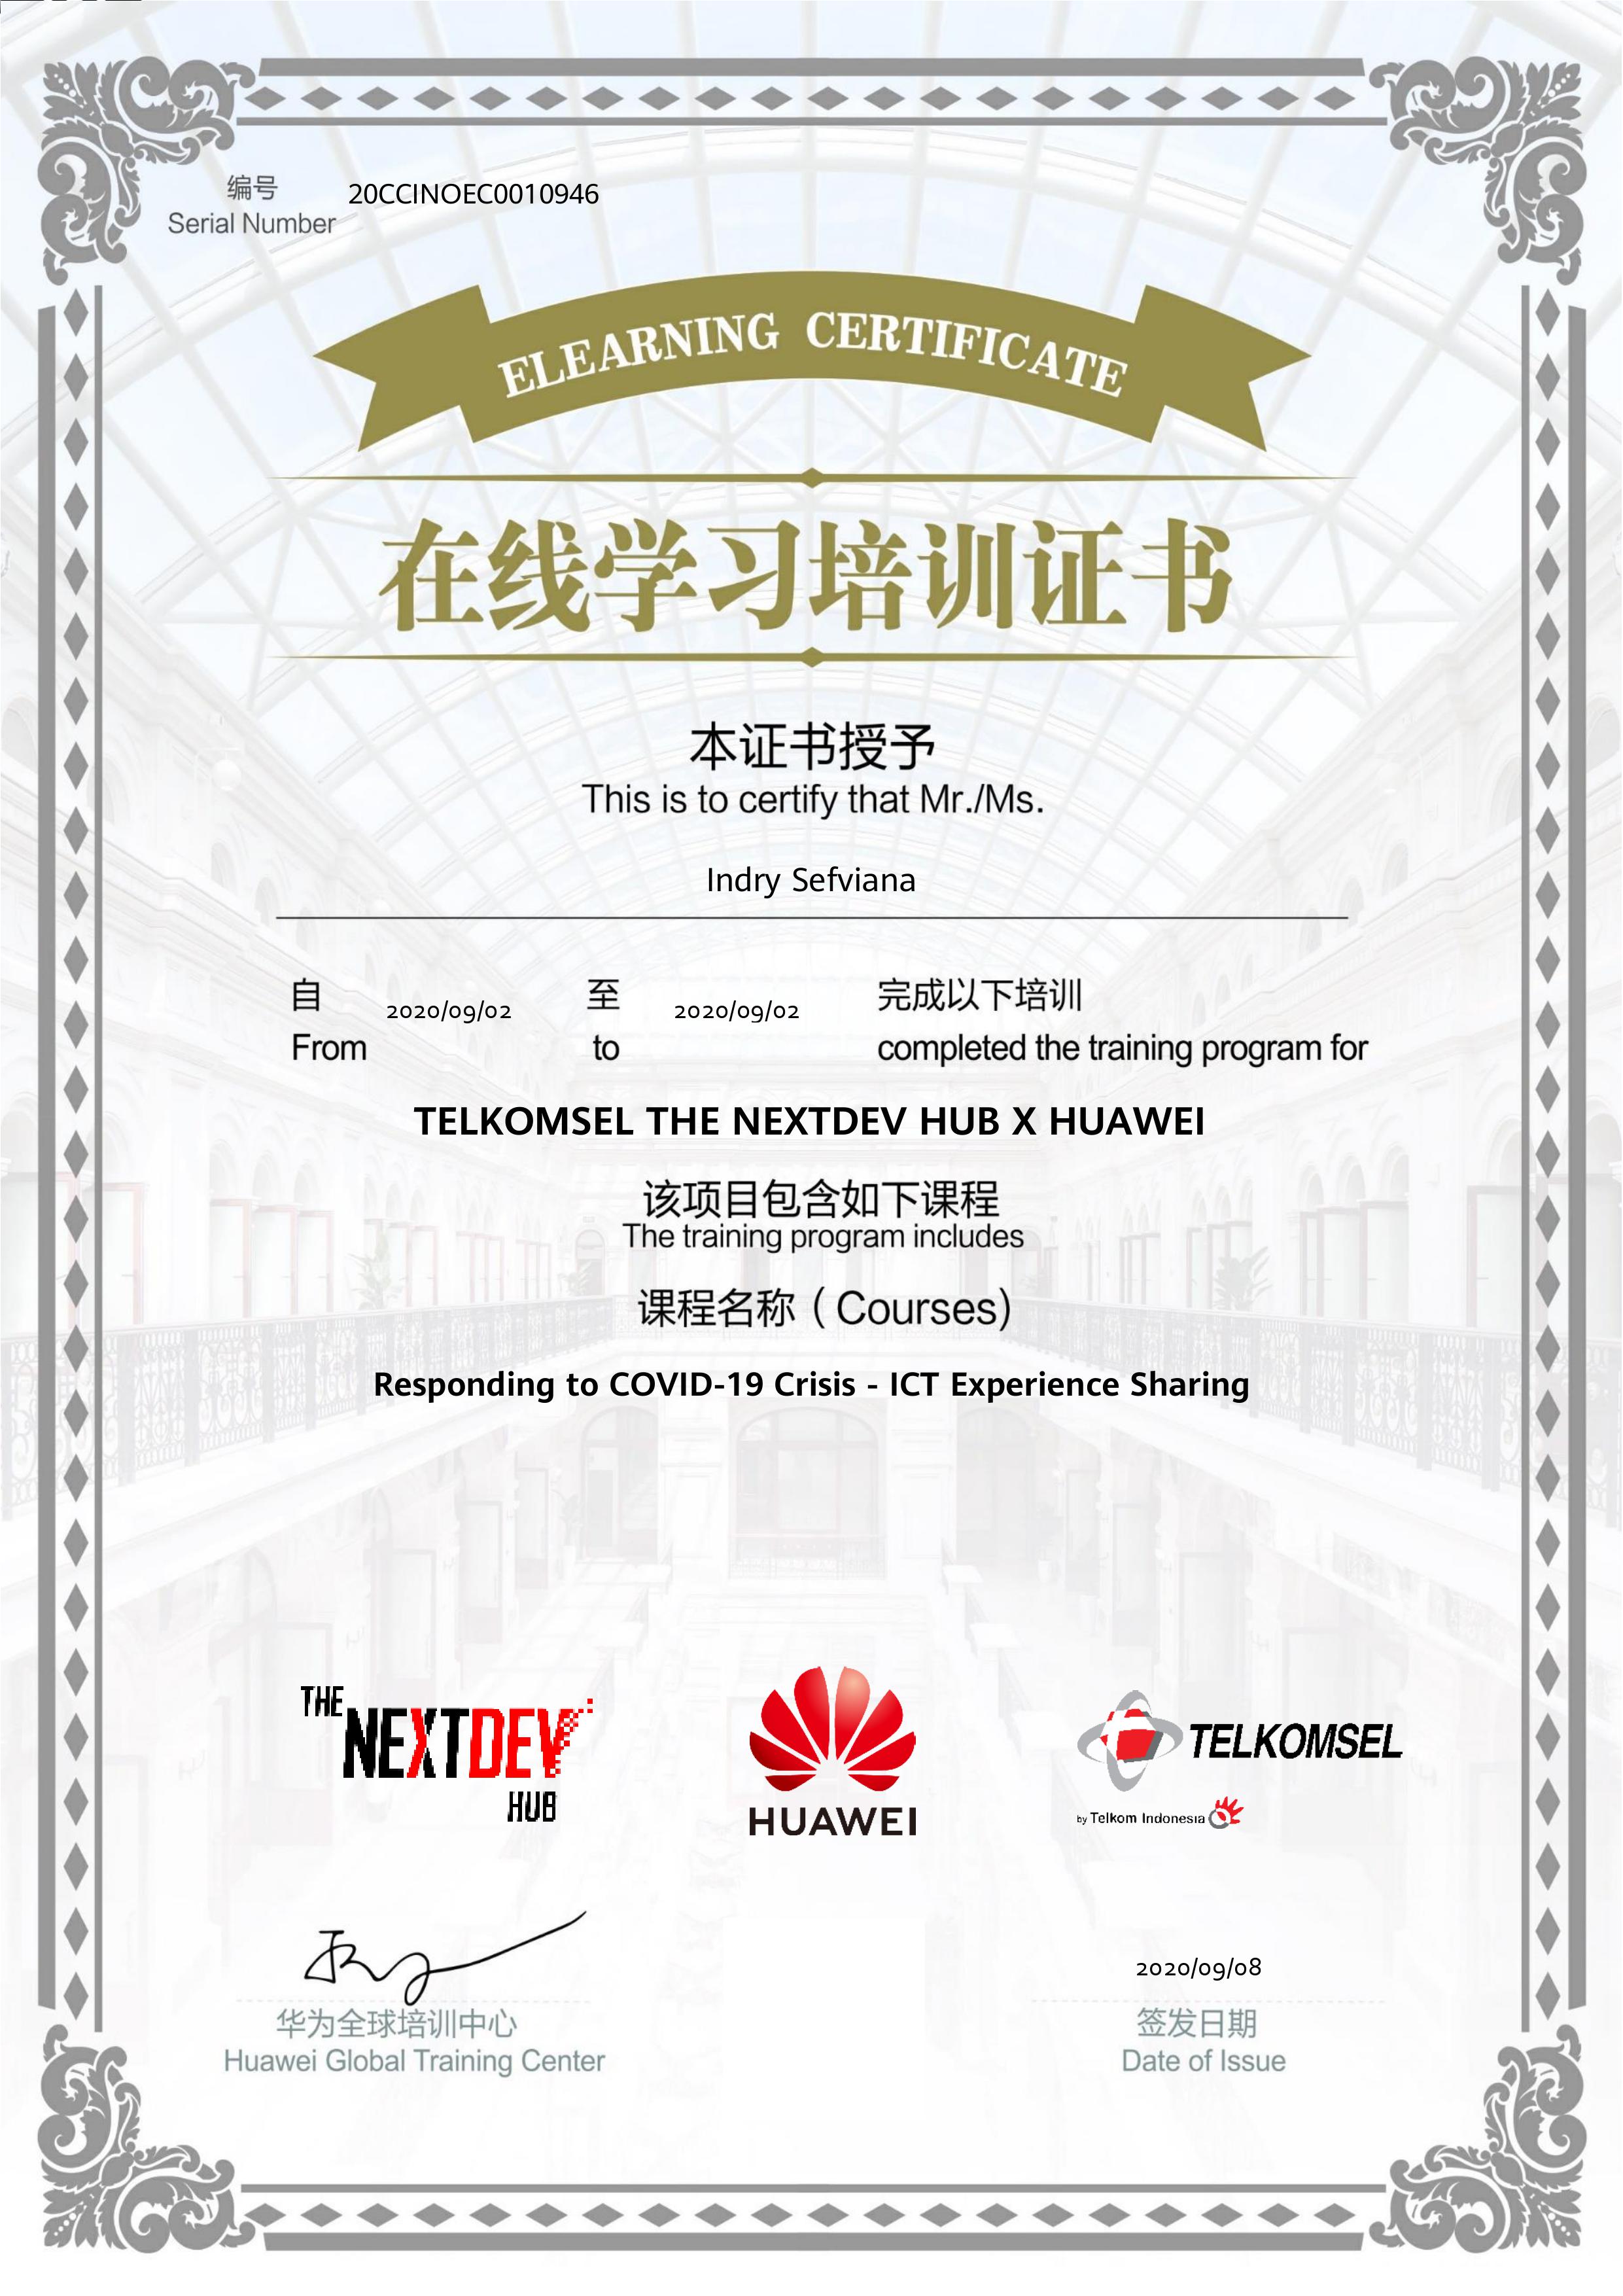 编号
20CCINOEC0010946
Serial Number
ELEARNING CERTIFICATE
在线学习培训证书
本证书授予
This is to certify that Mr./Ms.
Indry Sefviana
自 2020/09/02 至 2020/09/02 完成以下培训
From to completed the training program for
TELKOMSEL THE NEXTDEV HUB X HUAWEI
该项目包含如下课程
The training program includes
课程名称（Courses)
Responding to COVID-19 Crisis - ICT Experience Sharing
THE
NEXTDEV
HUB
HUAWEI
TELKOMSEL
by Telkom Indonesia
2020/09/08
华为全球培训中心
Huawei Global Training Center
签发日期
Date of Issue